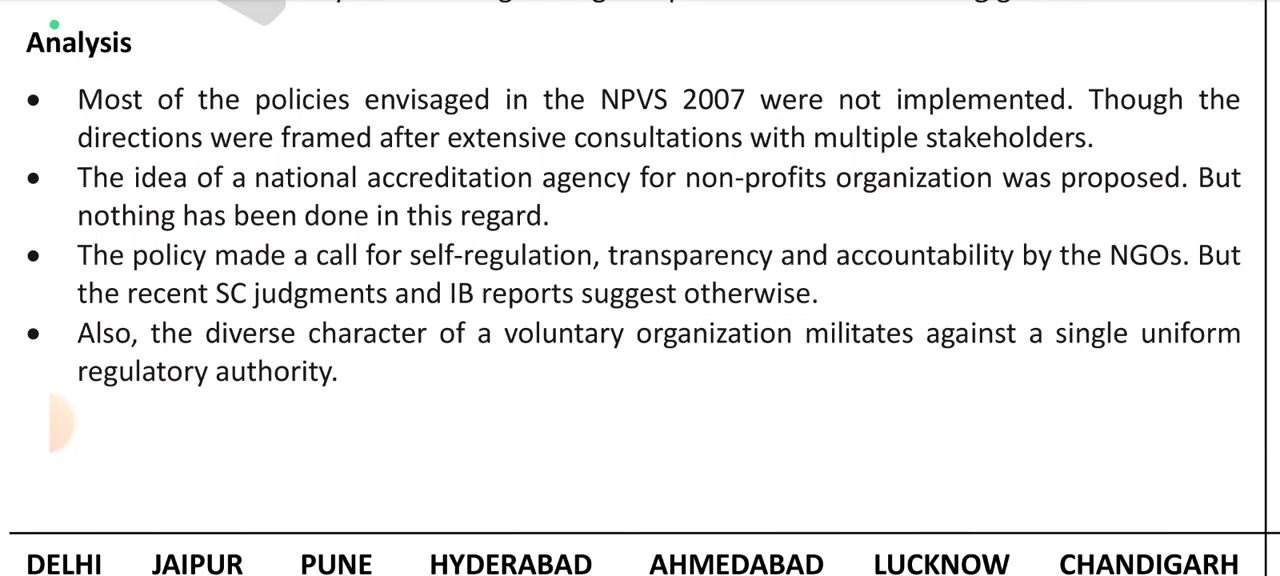 Analysis
• Most of the policies envisaged in the NPVS 2007 were not implemented. Though the
directions were framed after extensive consultations with multiple stakeholders.
• The idea of a national accreditation agency for non-profits organization was proposed. But
nothing has been done in this regard.
• The policy made a call for self-regulation, transparency and accountability by the NGOs. But
the recent SC judgments and IB reports suggest otherwise.
• Also, the diverse character of a voluntary organization militates against a single uniform
regulatory authority.
DELHI JAIPUR PUNE HYDERABAD AHMEDABAD LUCKNOW CHANDIGARH